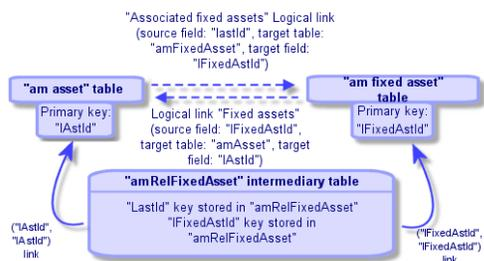 "Associated fixed assets" Logical link
(source field: "lastId", target table:
"amFixedAsset", target field:
"lFixedAstId")
"am asset" table
"am fixed asset"
table
Primary key:
"lAstId"
Primary key:
"lFixedAstId"
Logical link "Fixed assets"
(source field: "lFixedAstId",
target table: "amAsset", target
field: "lAstId")
"amRelFixedAsset" intermediary table
"LastId" key stored in "amRelFixedAsset"
"lFixedAstId" key stored in
"amRelFixedAsset"
("lAstId",
"lAstId")
link
("lFixedAstId",
"lFixedAstId")
link